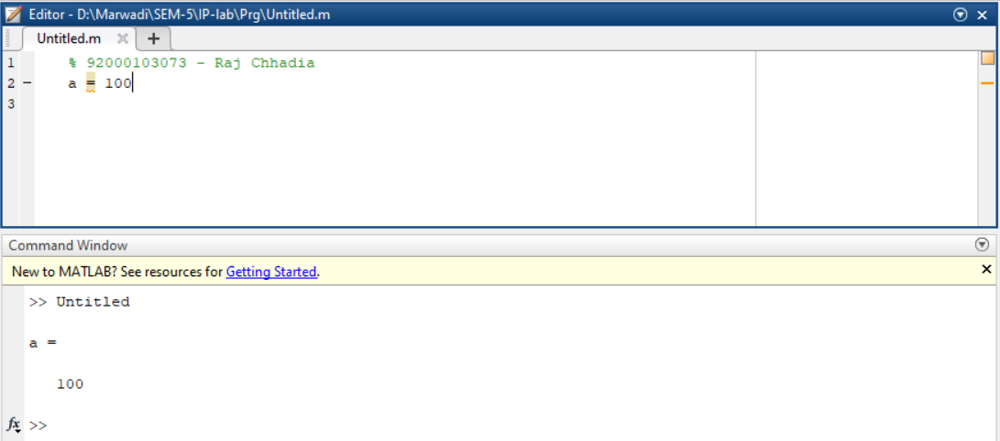 Editor - D:\Marwadi\SEM-5\IP-lab\Prg\Untitled.m
Untitled.m
1 % 92000103073 - Raj Chhadia
2 - a = 100
3
Command Window
New to MATLAB? See resources for Getting Started.
>> Untitled
a =
100
fx >>